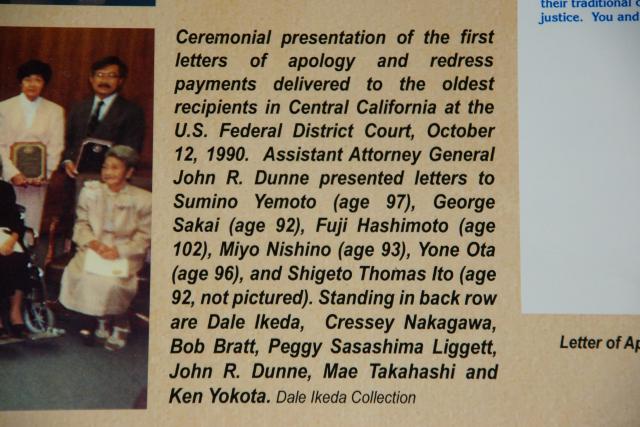 Ceremonial presentation of the first
letters of apology and redress
payments delivered to the oldest
recipients in Central California at the
U.S. Federal District Court, October
12, 1990. Assistant Attorney General
John R. Dunne presented letters to
Sumino Yemoto (age 97), George
Sakai (age 92), Fuji Hashimoto (age
102), Miyo Nishino (age 93), Yone Ota
(age 96), and Shigeto Thomas Ito (age
92, not pictured). Standing in back row
are Dale Ikeda, Cressey Nakagawa,
Bob Bratt, Peggy Sasashima Liggett,
John R. Dunne, Mae Takahashi and
Ken Yokota. Dale Ikeda Collection
their traditional
justice. You and
Letter of Ap